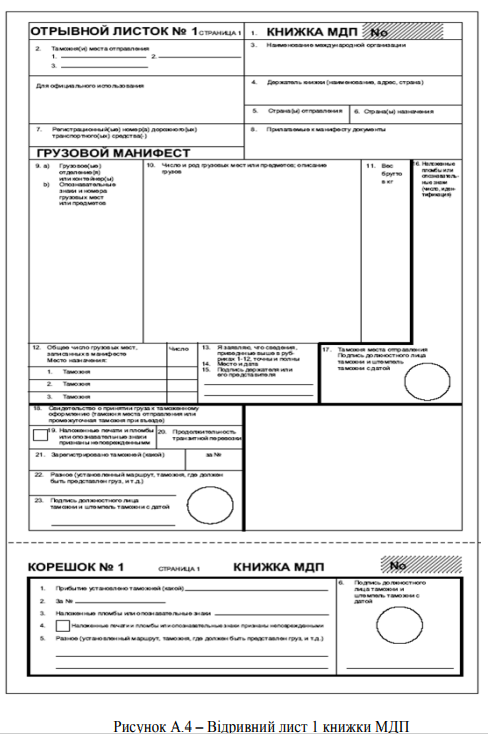 ОТРЫВНОЙ ЛИСТОК № 1 СТРАНИЦА 1
1. КНИЖКА МДП No
2. Таможня(и) места отправления
1. 2.
3.
3. Наименование международной организации
Для официального использования
4. Держатель книжки (наименование, адрес, страна)
5. Страна(ы) отправления
6. Страна(ы) назначения
7. Регистрационный(ые) номер(а) дорожного(ых)
транспортного(ых) средства(-)
8. Прилагаемые к манифесту документы
ГРУЗОВОЙ МАНИФЕСТ
9. a) Грузовое(ые)
отделение(я)
или контейнер(ы)
b) Опознавательные
знаки и номера
грузовых мест
или предметов
10. Число и род грузовых мест или предметов; описание
грузов
11. Вес
брутто
в кг
16. Наложенные
пломбы или
опознаватель-
ные знаки
(число, иден-
тификация)
12. Общее число грузовых мест,
записанных в манифесте
Место назначения:
Число
1. Таможня
2. Таможня
3. Таможня
13. Я заявляю, что сведения,
приведенные выше в руб-
риках 1-12, точны и полны
14. Место и дата
15. Подпись держателя или
его представителя
17. Таможня места отправления
Подпись должностного лица
таможни и штемпель
таможни с датой
18. Свидетельство о принятии груза к таможенному
оформлению (таможня места отправления или
промежуточная таможня при въезде)
19. Наложенные печати и пломбы
или опознавательные знаки
признаны неповрежденными
20. Продолжительность
транзитной перевозки
21. Зарегистрировано таможней (какой)
за №
22. Разное (установленный маршрут, таможня, где должен
быть представлен груз, и т.д.)
23. Подпись должностного лица
таможни и штемпель таможни с датой
КОРЕШОК № 1 СТРАНИЦА 1 КНИЖКА МДП No
1. Прибытие установлено таможней (какой)
2. За №
3. Наложенные пломбы или опознавательные знаки
4. Наложенные печати и пломбы или опознавательные знаки признаны неповрежденными
5. Разное (установленный маршрут, таможня, где должен быть представлен груз, и т.д.)
6. Подпись должностного
лица таможни и
штемпель таможни с
датой
Рисунок А.4 – Відривний лист 1 книжки МДП